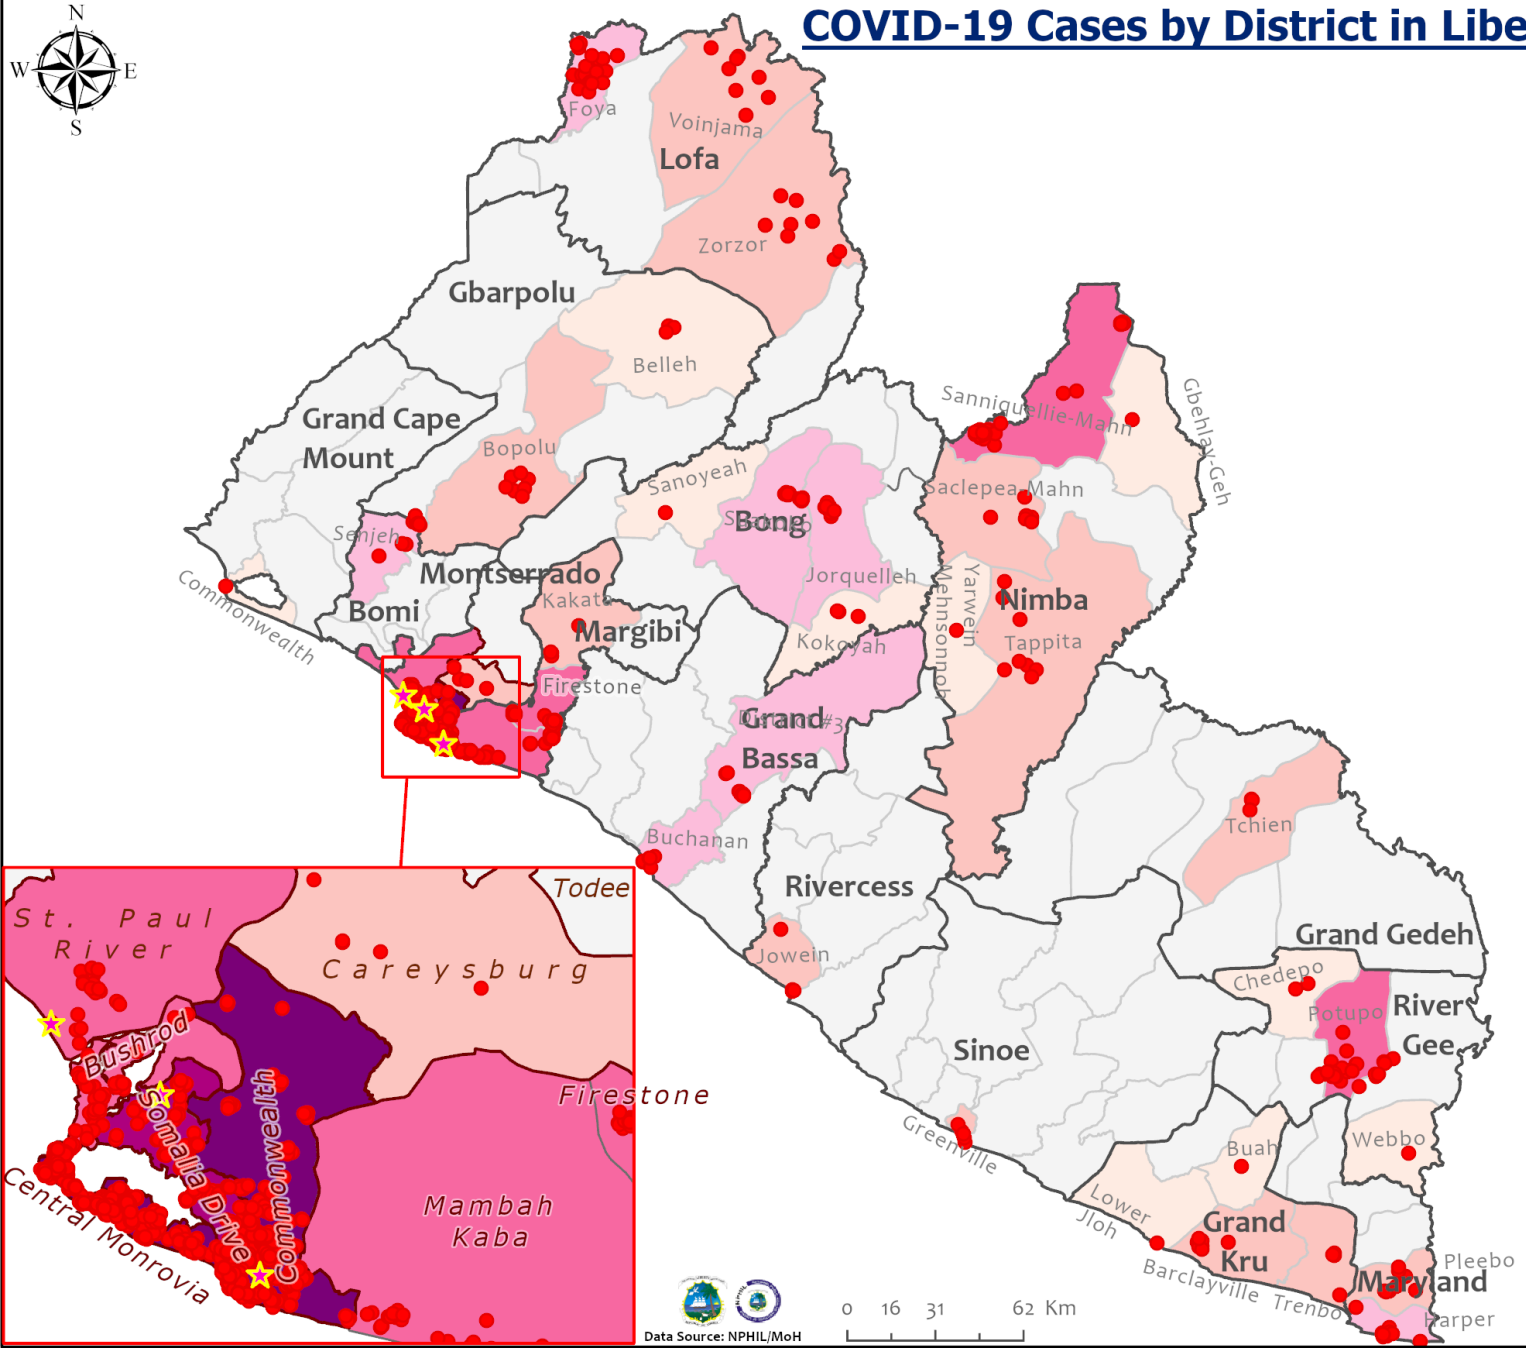 COVID-19 Cases by District in Libe
N
W
E
S
Foya
Voinjama
Lofa
Zorzor
Gbarpolu
Belleh
Grand Cape
Mount
Bopolu
Sanniquellie-Mahn
Gbehlay-Geh
Sanoyeah
Saclepea-Mahn
Bong
Senjeh
Montserrado
Jorquelleh
Commonwealth
Bomi
Kakata
Margibi
Mehnsonnoh
Yarwein
Nimba
Tappita
Kokoyah
Firestone
District #3
Grand
Bassa
Buchanan
Tchien
Rivercess
Jowein
Grand Gedeh
Chedepo
Potupo
River
Gee
Sinoe
Greenville
Buah
Webbo
Lower
Jloh
Grand
Kru
Barclayville
Trenbo
Pleebo
Maryland
Harper
Todee
St. Paul
River
Careysburg
Bushrod
Somalia Drive
Commonwealth
Firestone
Mambah
Kaba
Central Monrovia
0 16 31 62 Km
Data Source: NPHIL/MoH